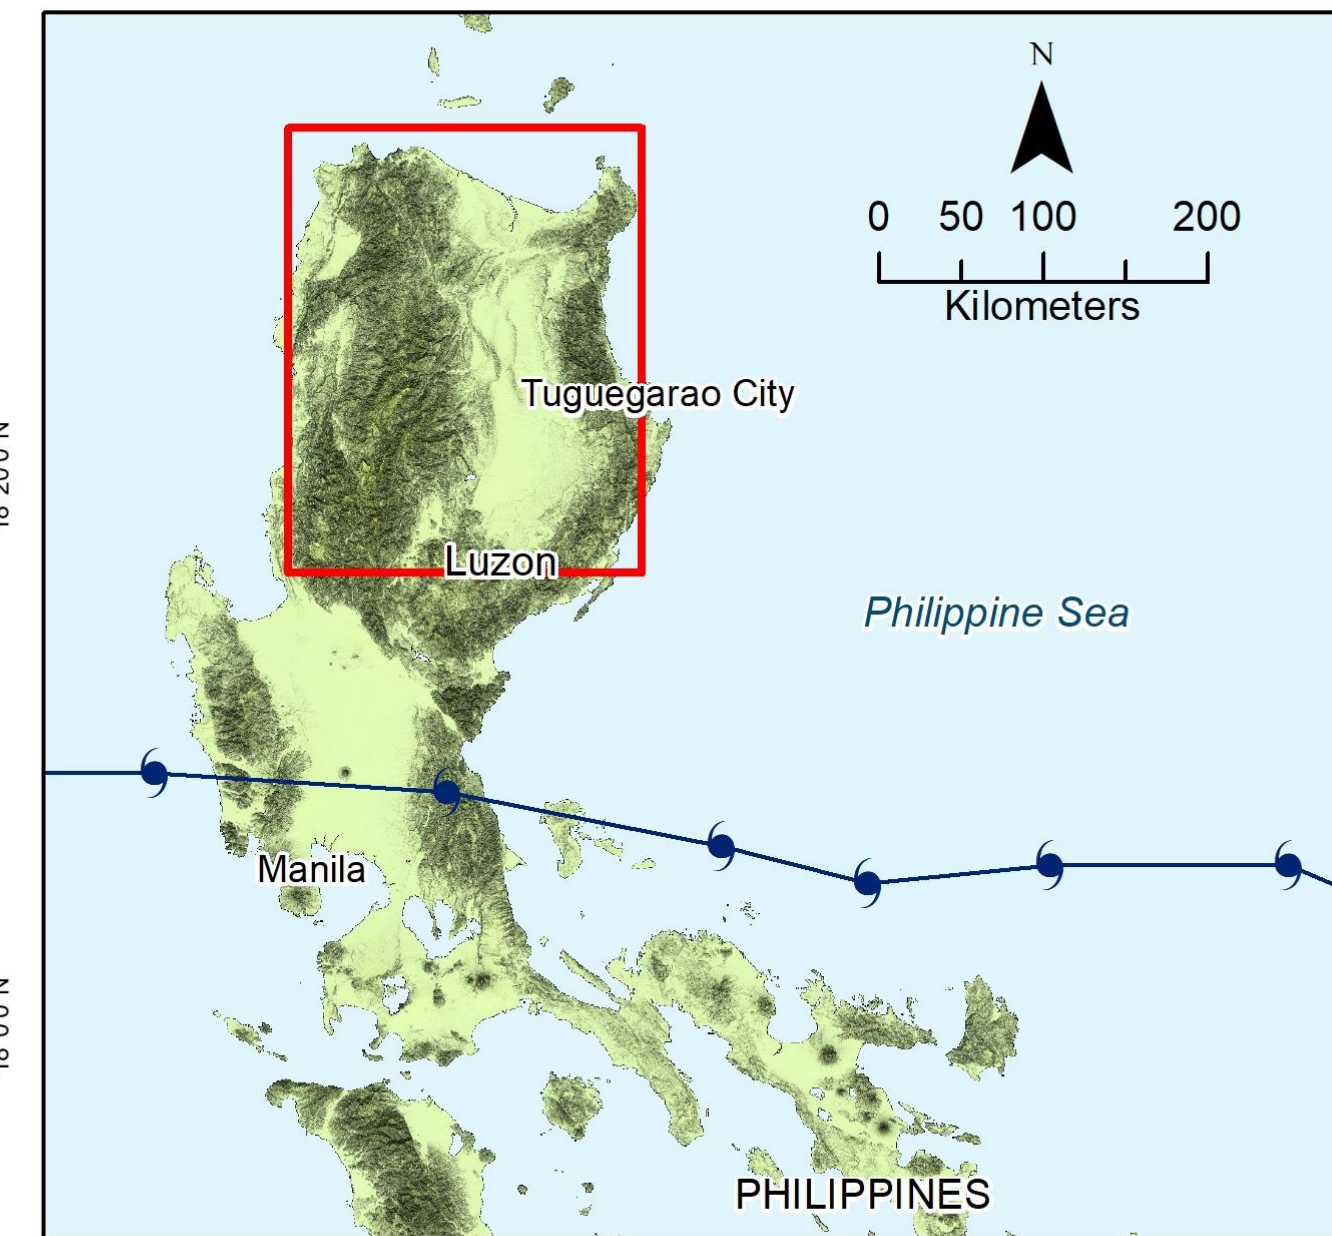 N
0 50 100 200
Kilometers
Tuguegarao City
Luzon
Philippine Sea
Manila
PHILIPPINES